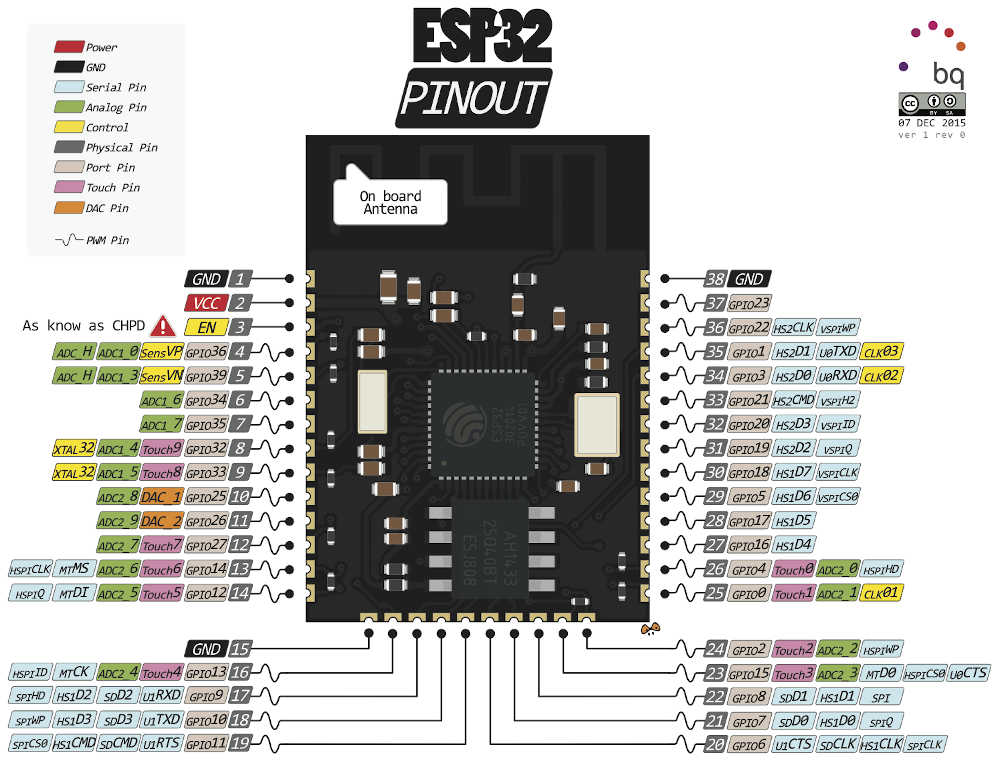 ESP32
PINOUT
bq
CC BY SA
07 DEC 2015
ver 1 rev 0
Power
GND
Serial Pin
Analog Pin
Control
Physical Pin
Port Pin
Touch Pin
DAC Pin
PWM Pin
On board
Antenna
GND 1
VCC 2
As know as CHPD EN 3
ADC_H ADC1_0 SensVP GPIO36 4
ADC_H ADC1_3 SensVN GPIO39 5
ADC1_6 GPIO34 6
ADC1_7 GPIO35 7
XTAL32 ADC1_4 Touch9 GPIO32 8
XTAL32 ADC1_5 Touch8 GPIO33 9
ADC2_8 DAC_1 GPIO25 10
ADC2_9 DAC_2 GPIO26 11
ADC2_7 Touch7 GPIO27 12
HSPICLK MTMS ADC2_6 Touch6 GPIO14 13
HSPIQ MTDI ADC2_5 Touch5 GPIO12 14
GND 15
HSPIID MTCK ADC2_4 Touch4 GPIO13 16
SPIHD HS1D2 SDD2 U1RXD GPIO9 17
SPIWP HS1D3 SDD3 U1TXD GPIO10 18
SPICS0 HS1CMD SDCMD U1RTS GPIO11 19
38 GND
37 GPIO23
36 GPIO22 HS2CLK VSPIWP
35 GPIO1 HS2D1 U0TXD CLK03
34 GPIO3 HS2D0 U0RXD CLK02
33 GPIO21 HS2CMD VSPIH2
32 GPIO20 HS2D3 VSPIID
31 GPIO19 HS2D2 VSPIQ
30 GPIO18 HS1D7 VSPICLK
29 GPIO5 HS1D6 VSPICS0
28 GPIO17 HS1D5
27 GPIO16 HS1D4
26 GPIO4 Touch0 ADC2_0 HSPIHD
25 GPIO0 Touch1 ADC2_1 CLK01
24 GPIO2 Touch2 ADC2_2 HSPIWP
23 GPIO15 Touch3 ADC2_3 MTD0 HSPICS0 U0CTS
22 GPIO8 SDD1 HS1D1 SPI
21 GPIO7 SDD0 HS1D0 SPIQ
20 GPIO6 U1CTS SDCLK HS1CLK SPICLK
ESP32
AH1433
25Q40BT
ES1808